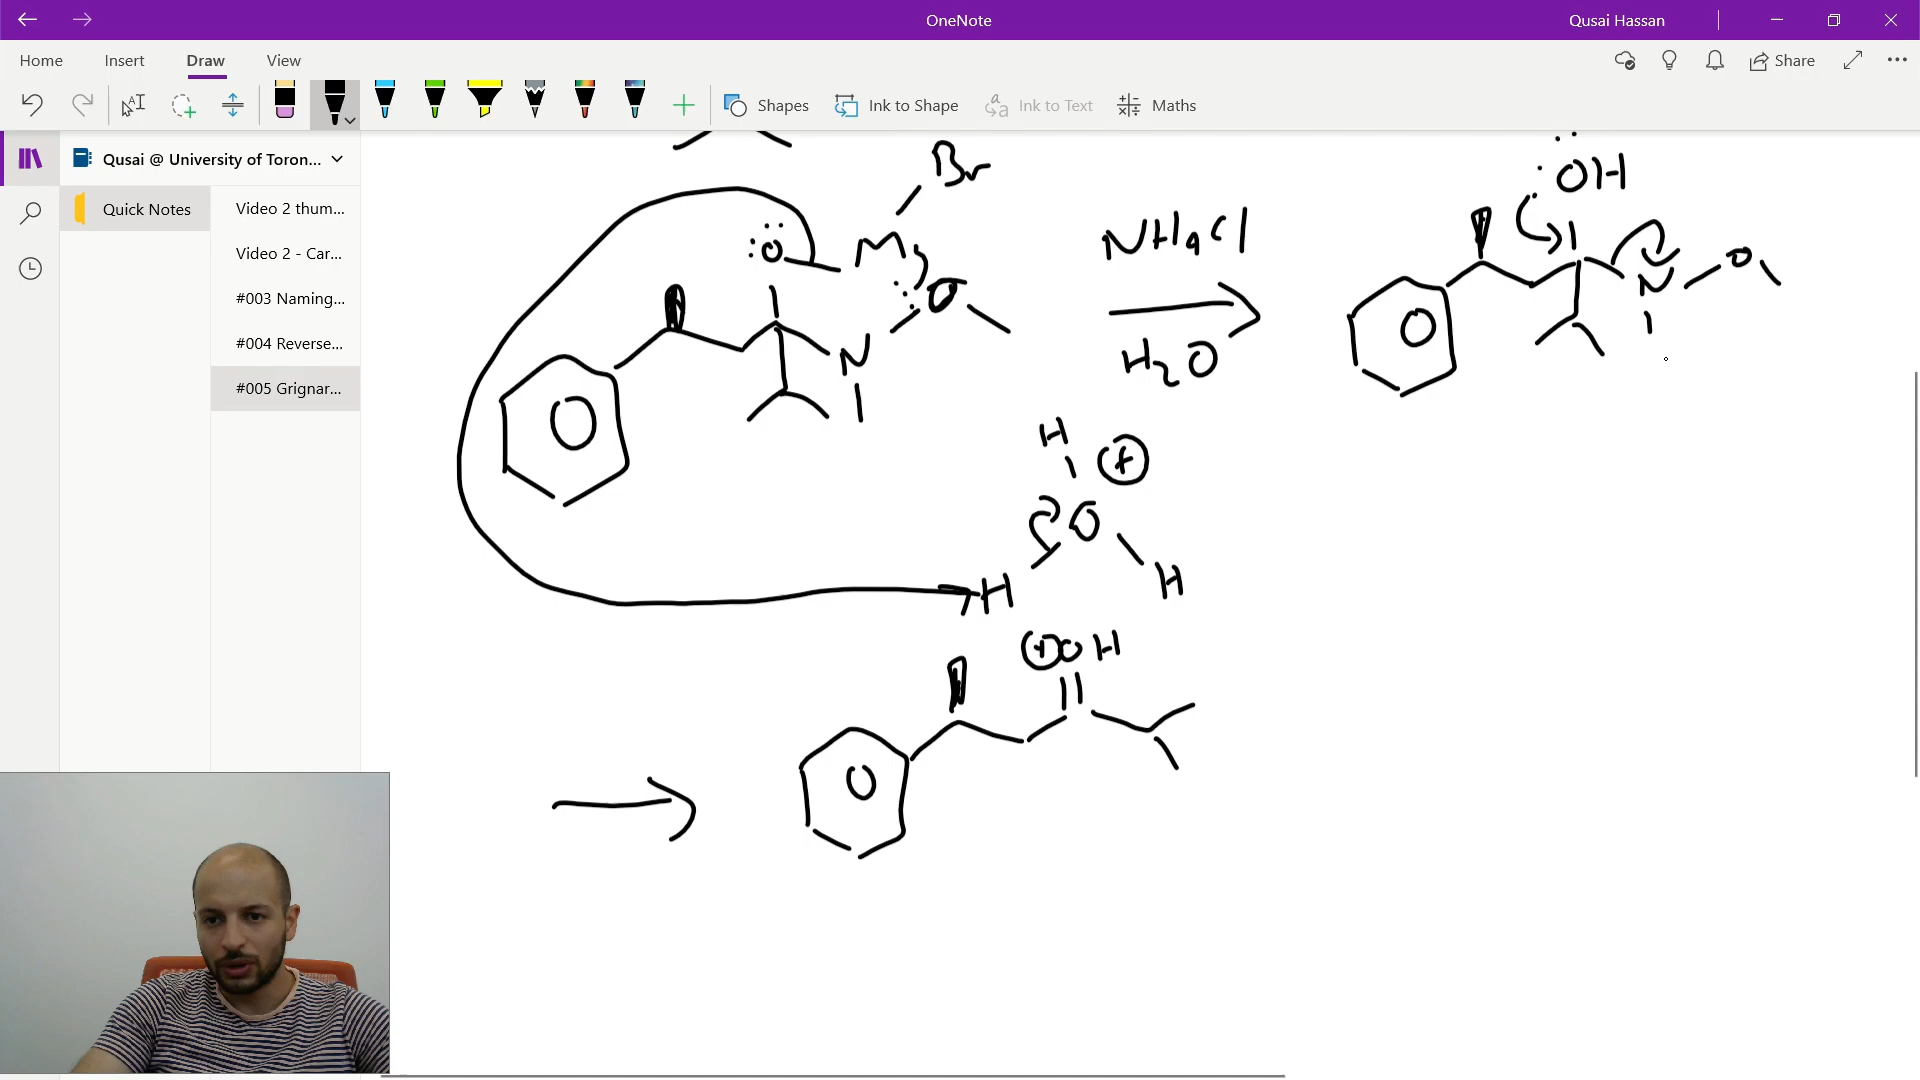 OneNote
Qusai Hassan
Home
Insert
Draw
View
Share
Shapes
Ink to Shape
Ink to Text
Maths
Qusai @ University of Toron...
Quick Notes
Video 2 thum...
Video 2 - Car...
#003 Naming...
#004 Reverse...
#005 Grignar...
Br
O
Mg
O
N
O
NH4Cl
H2O
OH
O
N
O
H
+
O
H
H
+OH
O